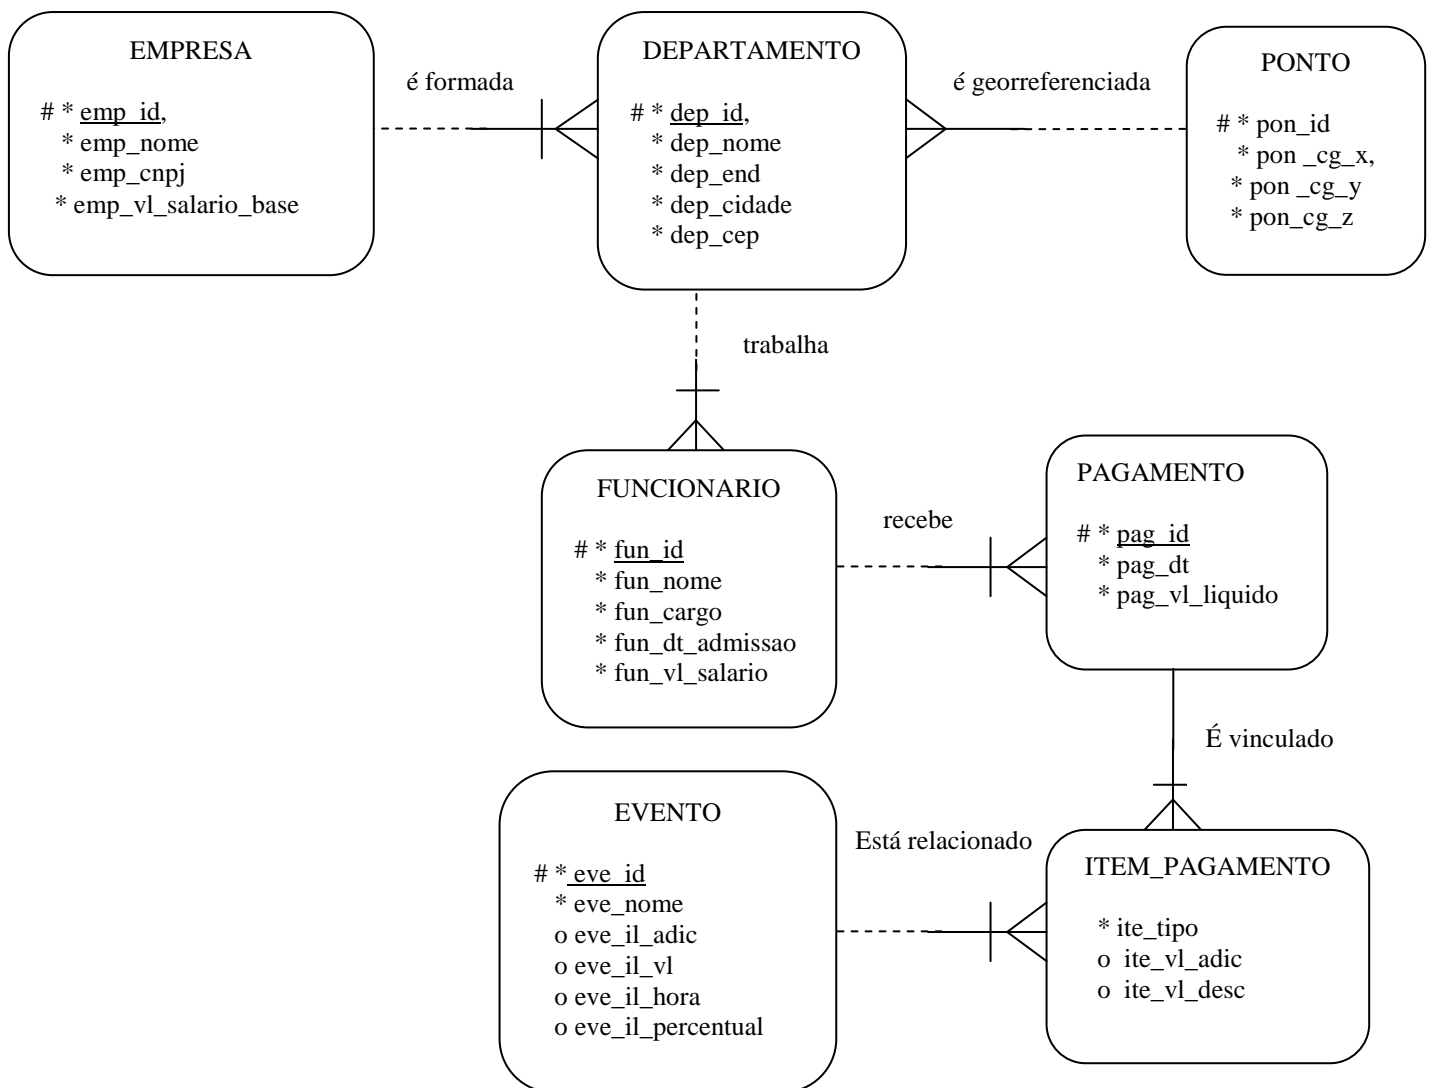 EMPRESA
# * emp_id,
* emp_nome
* emp_cnpj
* emp_vl_salario_base
é formada
DEPARTAMENTO
# * dep_id,
* dep_nome
* dep_end
* dep_cidade
* dep_cep
é georreferenciada
PONTO
# * pon_id
* pon _cg_x,
* pon _cg_y
* pon_cg_z
trabalha
FUNCIONARIO
# * fun_id
* fun_nome
* fun_cargo
* fun_dt_admissao
* fun_vl_salario
recebe
PAGAMENTO
# * pag_id
* pag_dt
* pag_vl_liquido
É vinculado
EVENTO
# * eve_id
* eve_nome
o eve_il_adic
o eve_il_vl
o eve_il_hora
o eve_il_percentual
Está relacionado
ITEM_PAGAMENTO
* ite_tipo
o ite_vl_adic
o ite_vl_desc